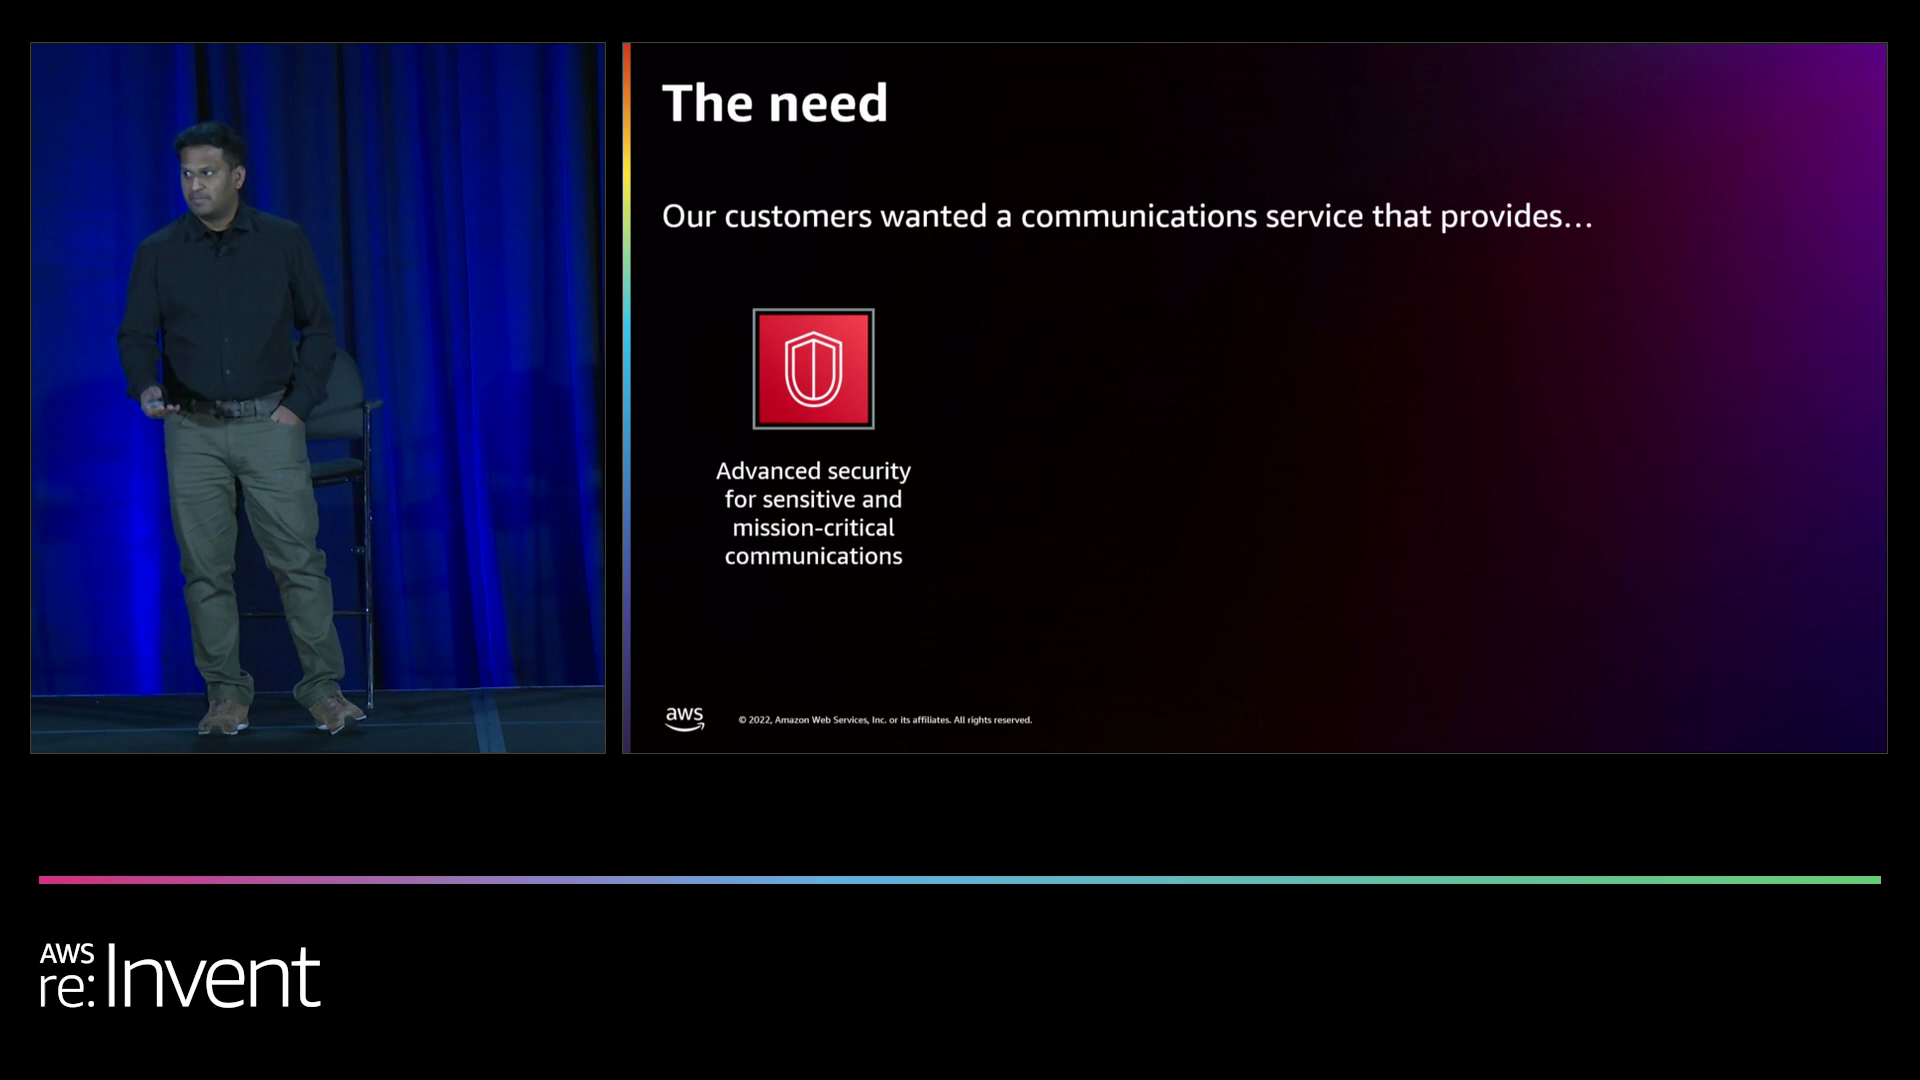 The need
Our customers wanted a communications service that provides...
Advanced security
for sensitive and
mission-critical
communications
aws
© 2022, Amazon Web Services, Inc. or its affiliates. All rights reserved.
AWS
re:Invent